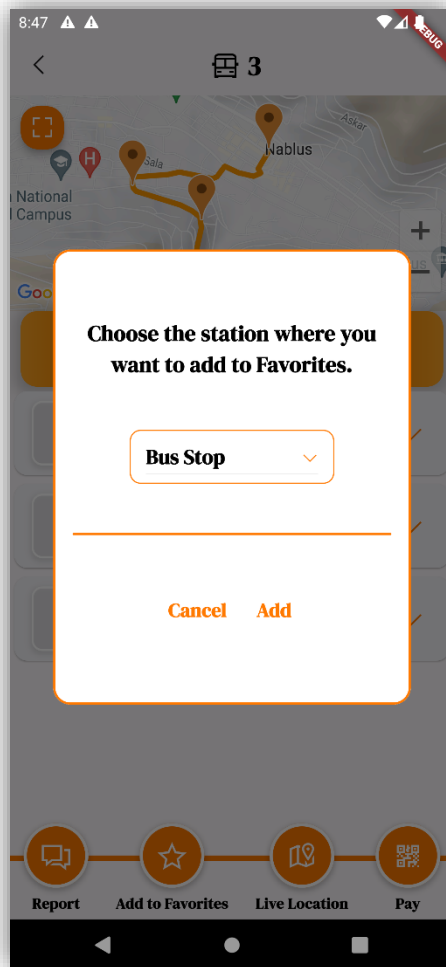 8:47
DEBUG
3
Sala
Nablus
Askar
National
Campus
H
+
Goo
Choose the station where you
want to add to Favorites.
Bus Stop
Cancel Add
Report Add to Favorites Live Location Pay